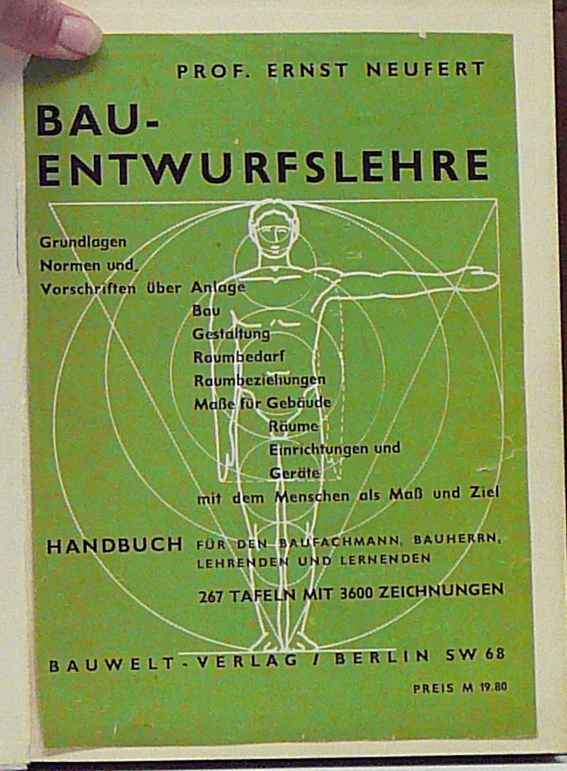 PROF. ERNST NEUFERT
BAU-
ENTWURFSLEHRE
Grundlagen
Normen und
Vorschriften über Anlage
Bau
Gestaltung
Raumbedarf
Raumbeziehungen
Maße für Gebäude
Räume
Einrichtungen und
Geräte
mit dem Menschen als Maß und Ziel
HANDBUCH FÜR DEN BAUFACHMANN, BAUHERRN,
LEHRENDEN UND LERNENDEN
267 TAFELN MIT 3600 ZEICHNUNGEN
BAUWELT-VERLAG / BERLIN SW 68
PREIS M 19.80